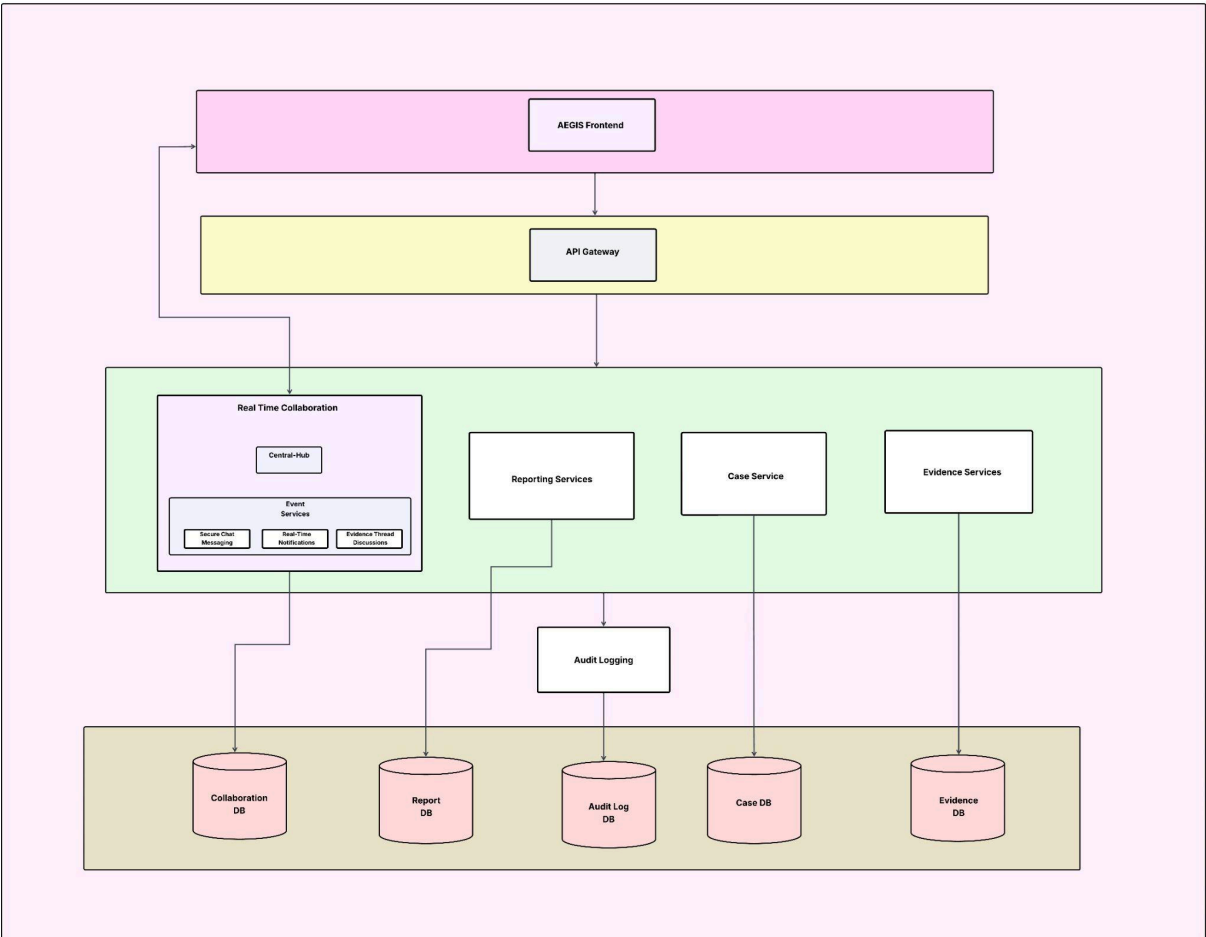 AEGIS Frontend
API Gateway
Real Time Collaboration
Central-Hub
Event
Services
Secure Chat
Messaging
Real-Time
Notifications
Evidence Thread
Discussions
Reporting Services
Case Service
Evidence Services
Audit Logging
Collaboration
DB
Report
DB
Audit Log
DB
Case DB
Evidence
DB